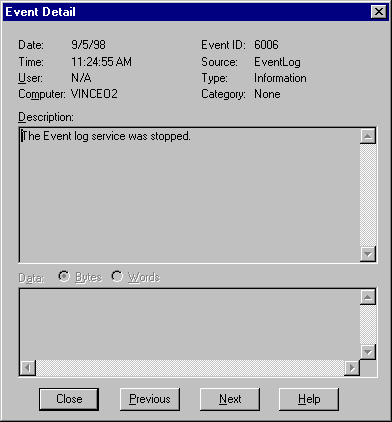 Event Detail
Date: 9/5/98 Event ID: 6006
Time: 11:24:55 AM Source: EventLog
User: N/A Type: Information
Computer: VINCEO2 Category: None
Description:
The Event log service was stopped.
Data: Bytes Words
Close Previous Next Help